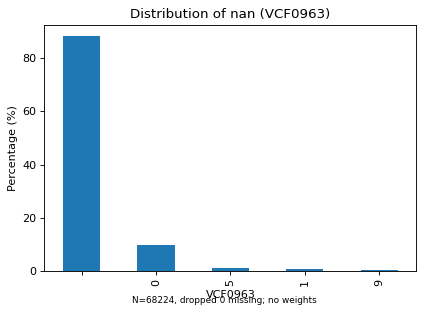 Distribution of nan (VCF0963)
Percentage (%)
80
60
40
20
0
0
5
1
9
VCF0963
N=68224, dropped 0 missing; no weights